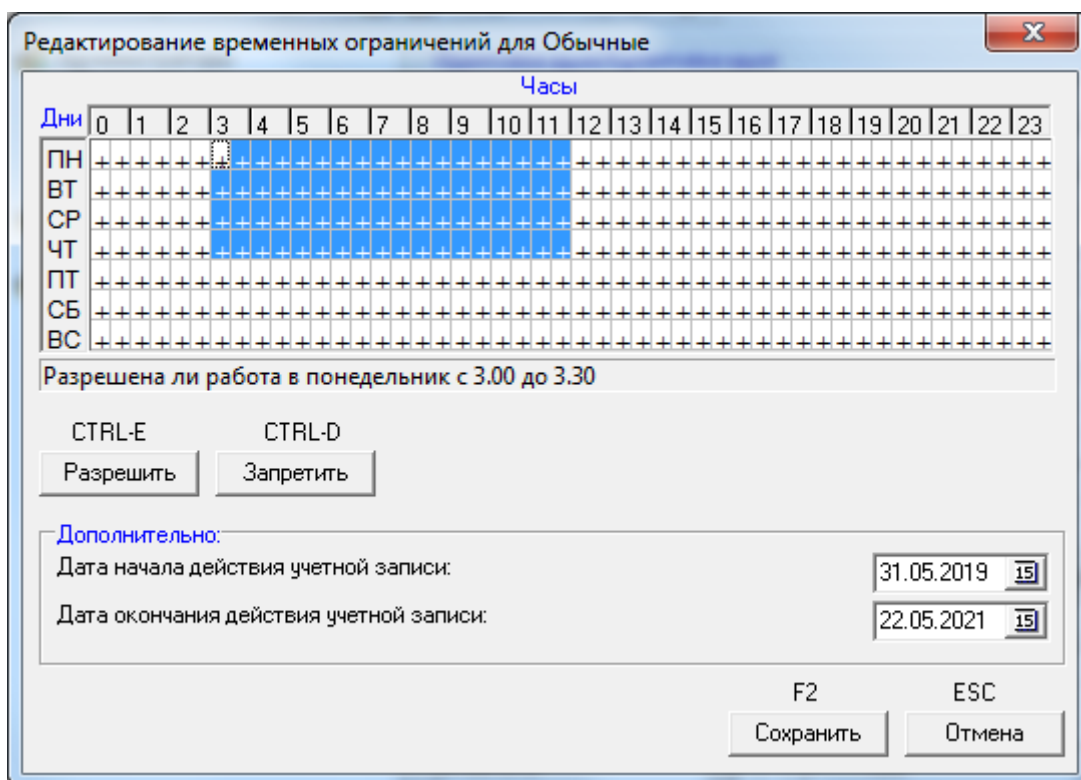 Редактирование временных ограничений для Обычные
Часы
Дни 0 1 2 3 4 5 6 7 8 9 10 11 12 13 14 15 16 17 18 19 20 21 22 23
ПН ++++++++++++++++++++++++++++++++++++++++++++++++
ВТ ++++++++++++++++++++++++++++++++++++++++++++++++
СР ++++++++++++++++++++++++++++++++++++++++++++++++
ЧТ ++++++++++++++++++++++++++++++++++++++++++++++++
ПТ ++++++++++++++++++++++++++++++++++++++++++++++++
СБ ++++++++++++++++++++++++++++++++++++++++++++++++
ВС ++++++++++++++++++++++++++++++++++++++++++++++++
Разрешена ли работа в понедельник с 3.00 до 3.30
CTRL-E CTRL-D
Разрешить Запретить
Дополнительно:
Дата начала действия учетной записи: 31.05.2019 15
Дата окончания действия учетной записи: 22.05.2021 15
F2 ESC
Сохранить Отмена